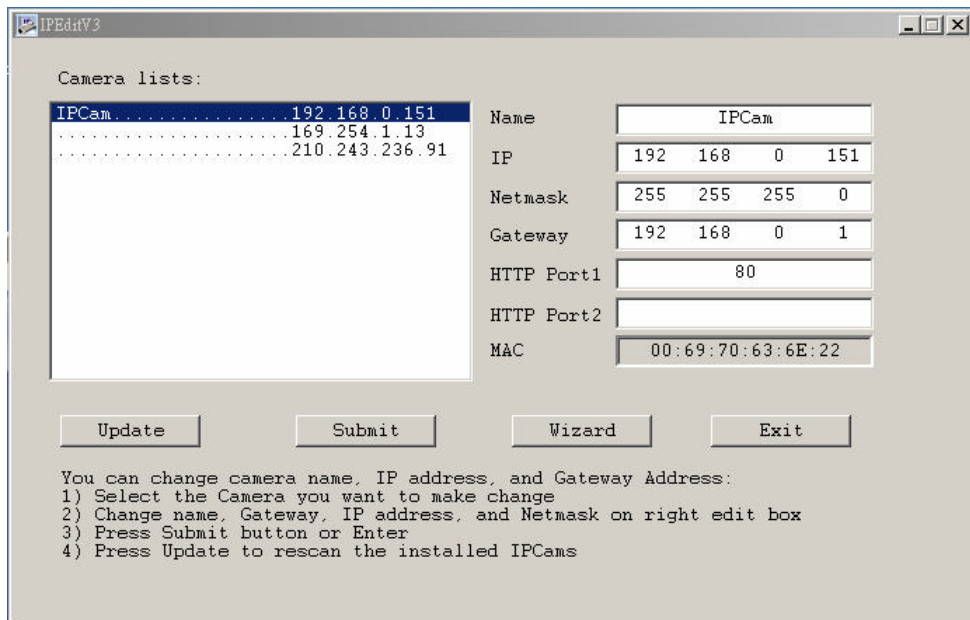 IPEditV3
Camera lists:
IPCam................192.168.0.151
.....................169.254.1.13
.....................210.243.236.91
Name IPCam
IP 192 168 0 151
Netmask 255 255 255 0
Gateway 192 168 0 1
HTTP Port1 80
HTTP Port2
MAC 00:69:70:63:6E:22
Update Submit Wizard Exit
You can change camera name, IP address, and Gateway Address:
1) Select the Camera you want to make change
2) Change name, Gateway, IP address, and Netmask on right edit box
3) Press Submit button or Enter
4) Press Update to rescan the installed IPCams